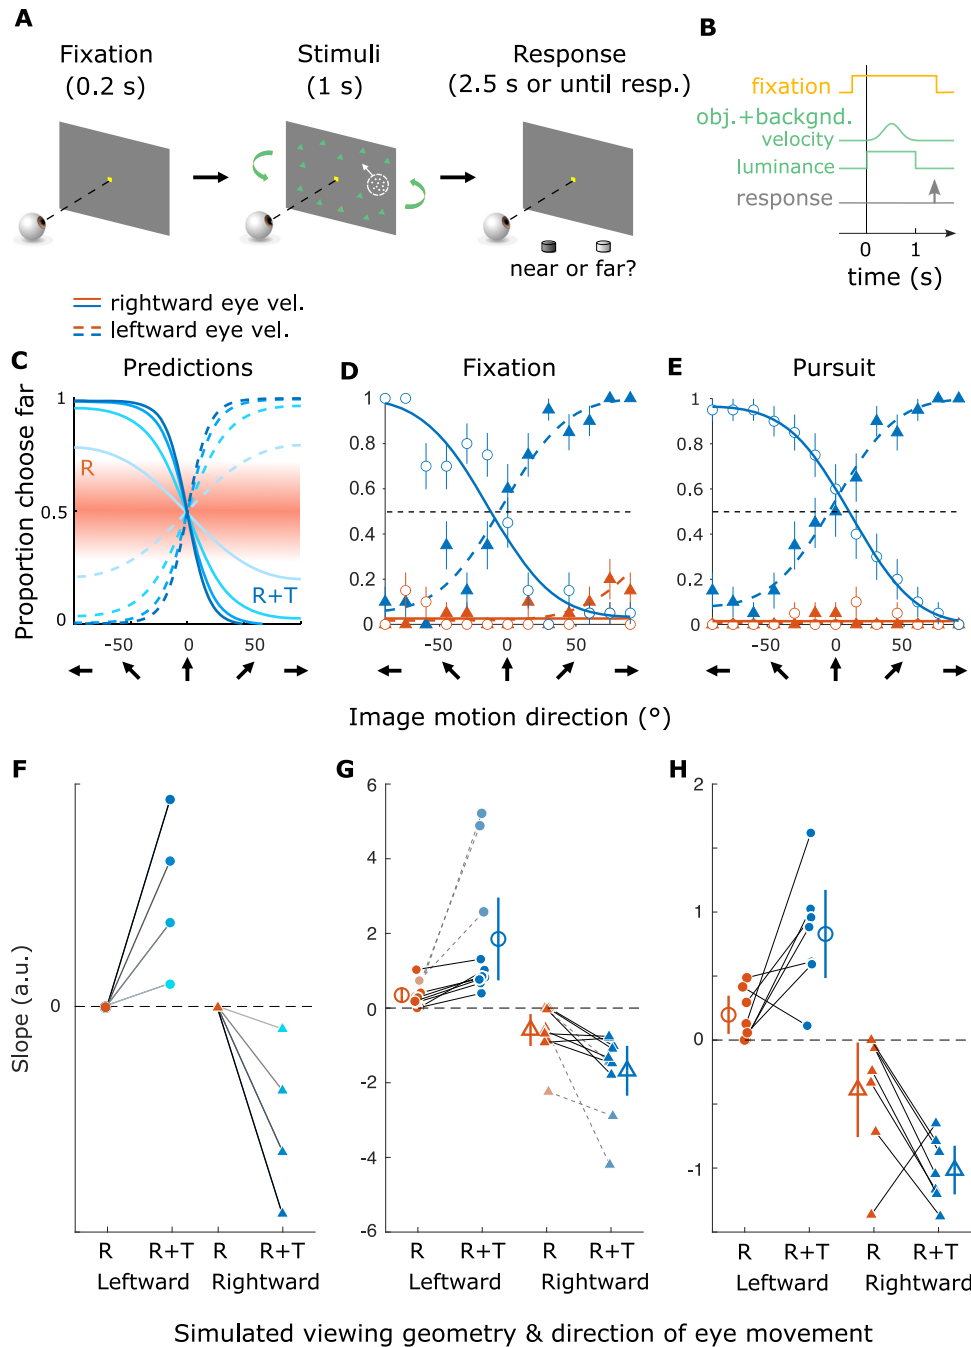 A
Fixation
(0.2 s)
Stimuli
(1 s)
Response
(2.5 s or until resp.)
near or far?
B
fixation
obj.+backgnd.
velocity
luminance
response
0 1
time (s)
rightward eye vel.
leftward eye vel.
C Predictions
D Fixation
E Pursuit
Proportion choose far
1
0.5
0
R
R+T
-50 0 50
1
0.8
0.6
0.4
0.2
0
-50 0 50
1
0.8
0.6
0.4
0.2
0
-50 0 50
Image motion direction (°)
F
Slope (a.u.)
0
R R+T R R+T
Leftward Rightward
G
6
4
2
0
-2
-4
-6
R R+T R R+T
Leftward Rightward
H
2
1
0
-1
R R+T R R+T
Leftward Rightward
Simulated viewing geometry & direction of eye movement